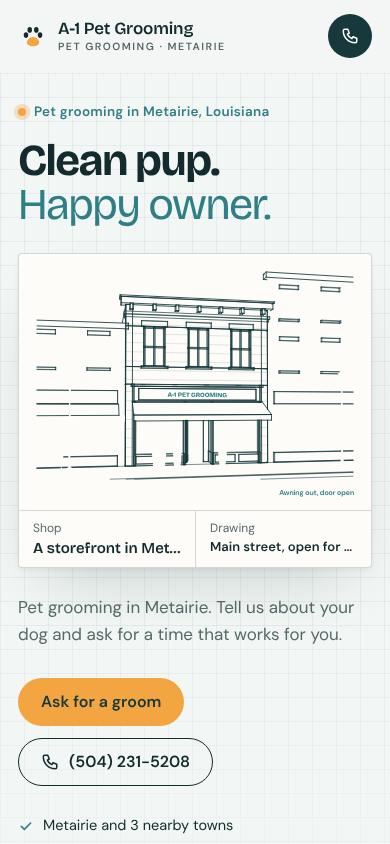 A-1 Pet Grooming
PET GROOMING · METAIRIE
Pet grooming in Metairie, Louisiana
Clean pup.
Happy owner.
A-1 PET GROOMING
Awning out, door open
Shop
A storefront in Met...
Drawing
Main street, open for ...
Pet grooming in Metairie. Tell us about your
dog and ask for a time that works for you.
Ask for a groom
(504) 231-5208
Metairie and 3 nearby towns